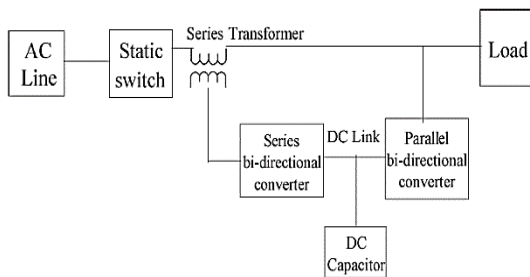 AC
Line
Static
switch
Series Transformer
Load
Series
bi-directional
converter
DC Link
Parallel
bi-directional
converter
DC
Capacitor